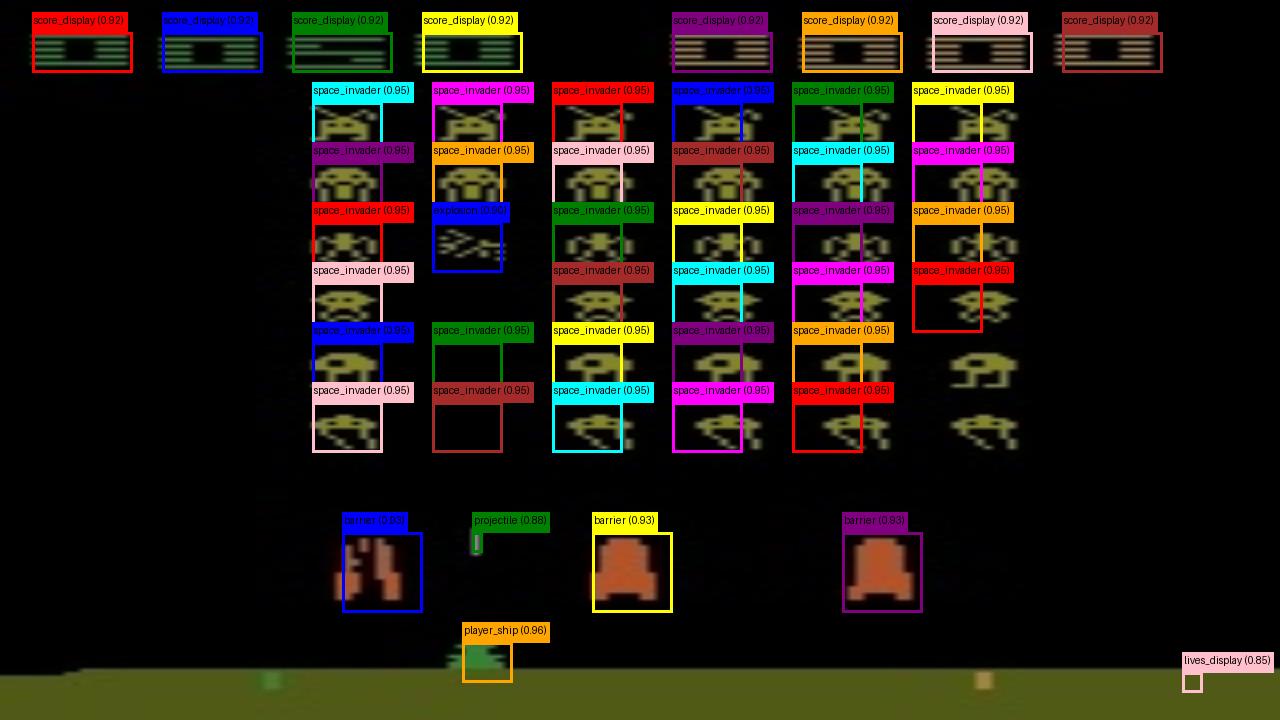 score_display (0.92) score_display (0.92) score_display (0.92) score_display (0.92) score_display (0.92) score_display (0.92) score_display (0.92) score_display (0.92)
space_invader (0.95) space_invader (0.95) space_invader (0.95) space_invader (0.95) space_invader (0.95) space_invader (0.95)
space_invader (0.95) space_invader (0.95) space_invader (0.95) space_invader (0.95) space_invader (0.95) space_invader (0.95)
space_invader (0.95) explosion (0.90) space_invader (0.95) space_invader (0.95) space_invader (0.95) space_invader (0.95)
space_invader (0.95) space_invader (0.95) space_invader (0.95) space_invader (0.95) space_invader (0.95)
space_invader (0.95) space_invader (0.95) space_invader (0.95) space_invader (0.95) space_invader (0.95)
space_invader (0.95) space_invader (0.95) space_invader (0.95) space_invader (0.95) space_invader (0.95)
barrier (0.93) projectile (0.88) barrier (0.93) barrier (0.93)
player_ship (0.96)
lives_display (0.85)